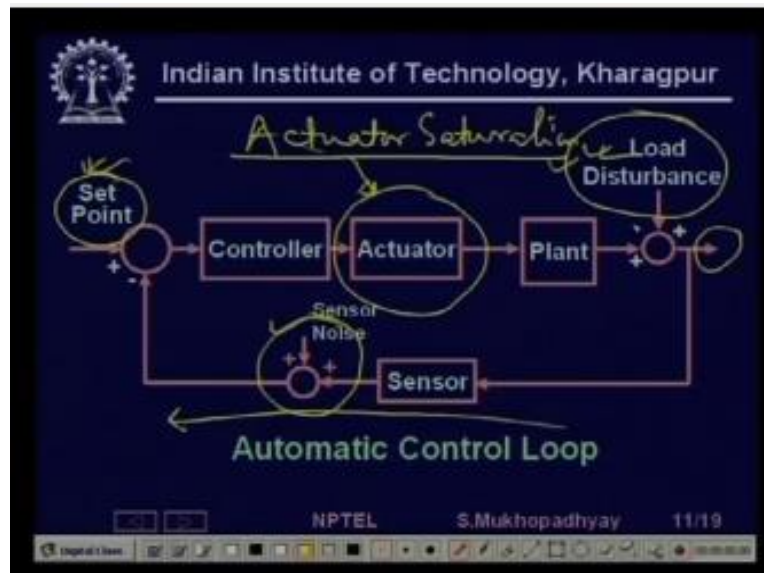 Indian Institute of Technology, Kharagpur
Actuator Saturation
Load
Disturbance
Set
Point
Controller
Actuator
Plant
+
-
-
+
+
Sensor
Noise
+
+
Sensor
Automatic Control Loop
NPTEL
S.Mukhopadhyay
11/19